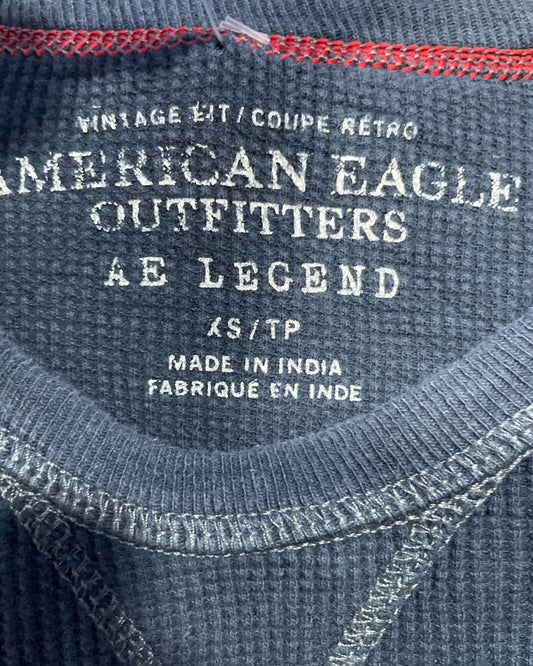 VINTAGE FIT / COUPE RÉTRO
AMERICAN EAGLE
OUTFITTERS
AE LEGEND
XS/TP
MADE IN INDIA
FABRIQUÉ EN INDE